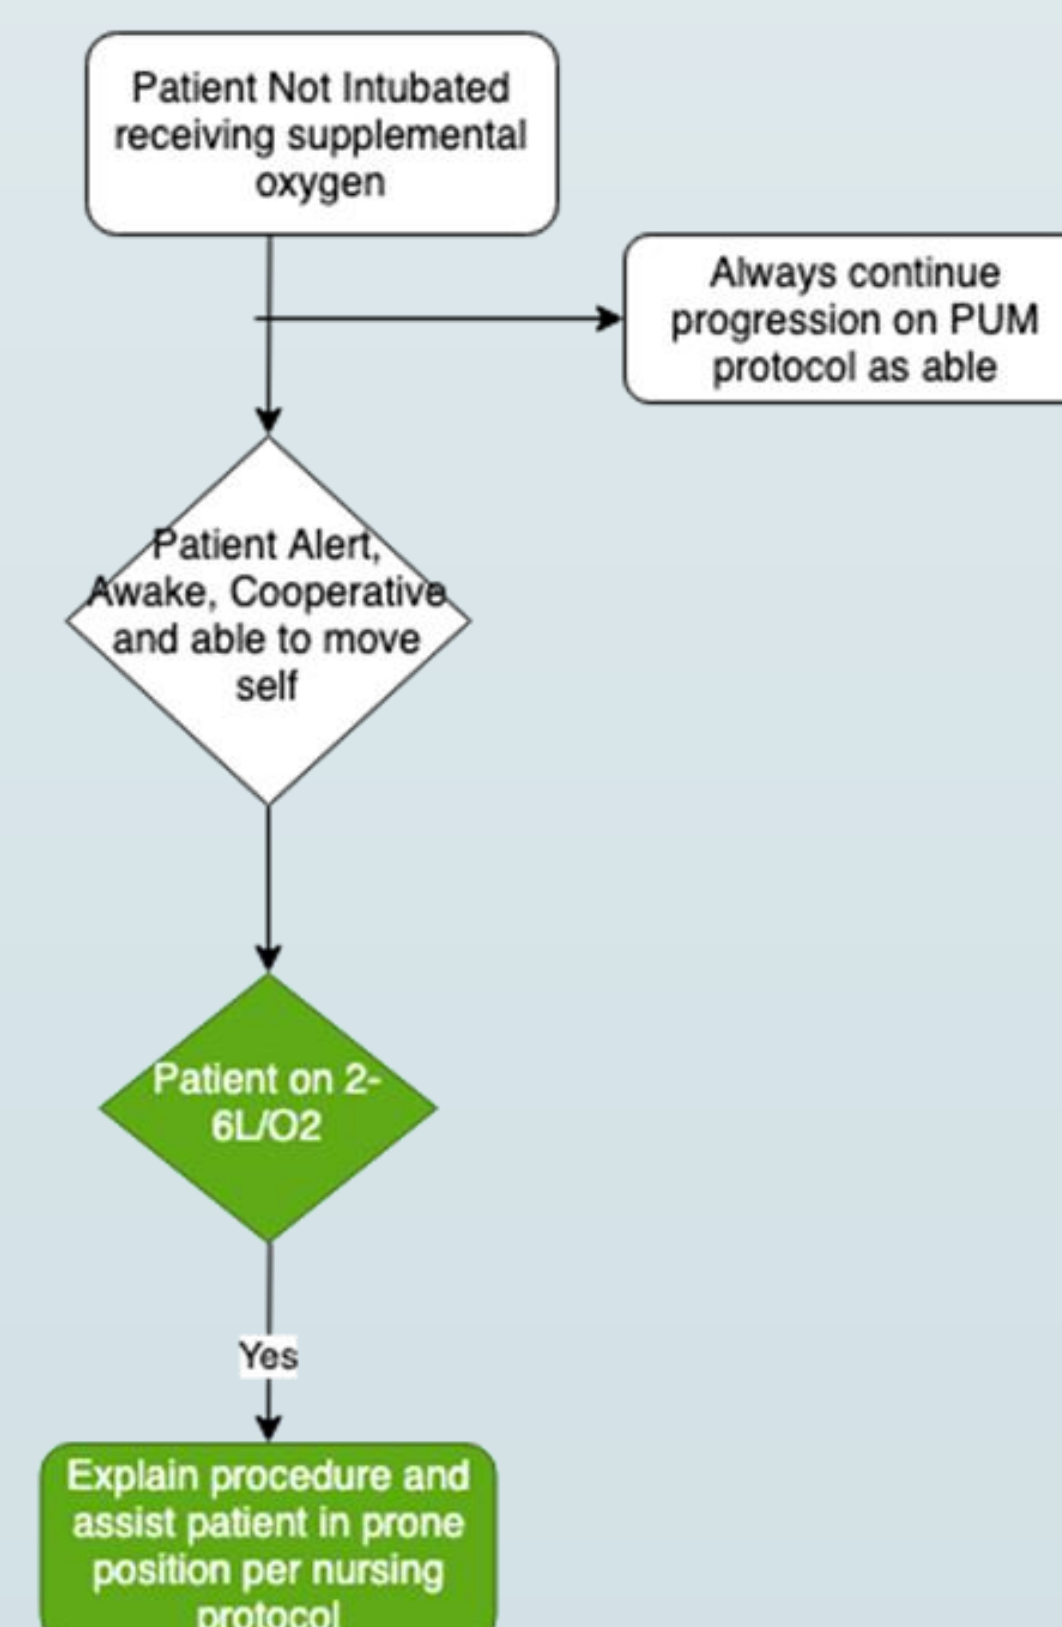 Patient Not Intubated
receiving supplemental
oxygen
Always continue
progression on PUM
protocol as able
Patient Alert,
Awake, Cooperative
and able to move
self
Patient on 2-
6L/O2
Yes
Explain procedure and
assist patient in prone
position per nursing
protocol